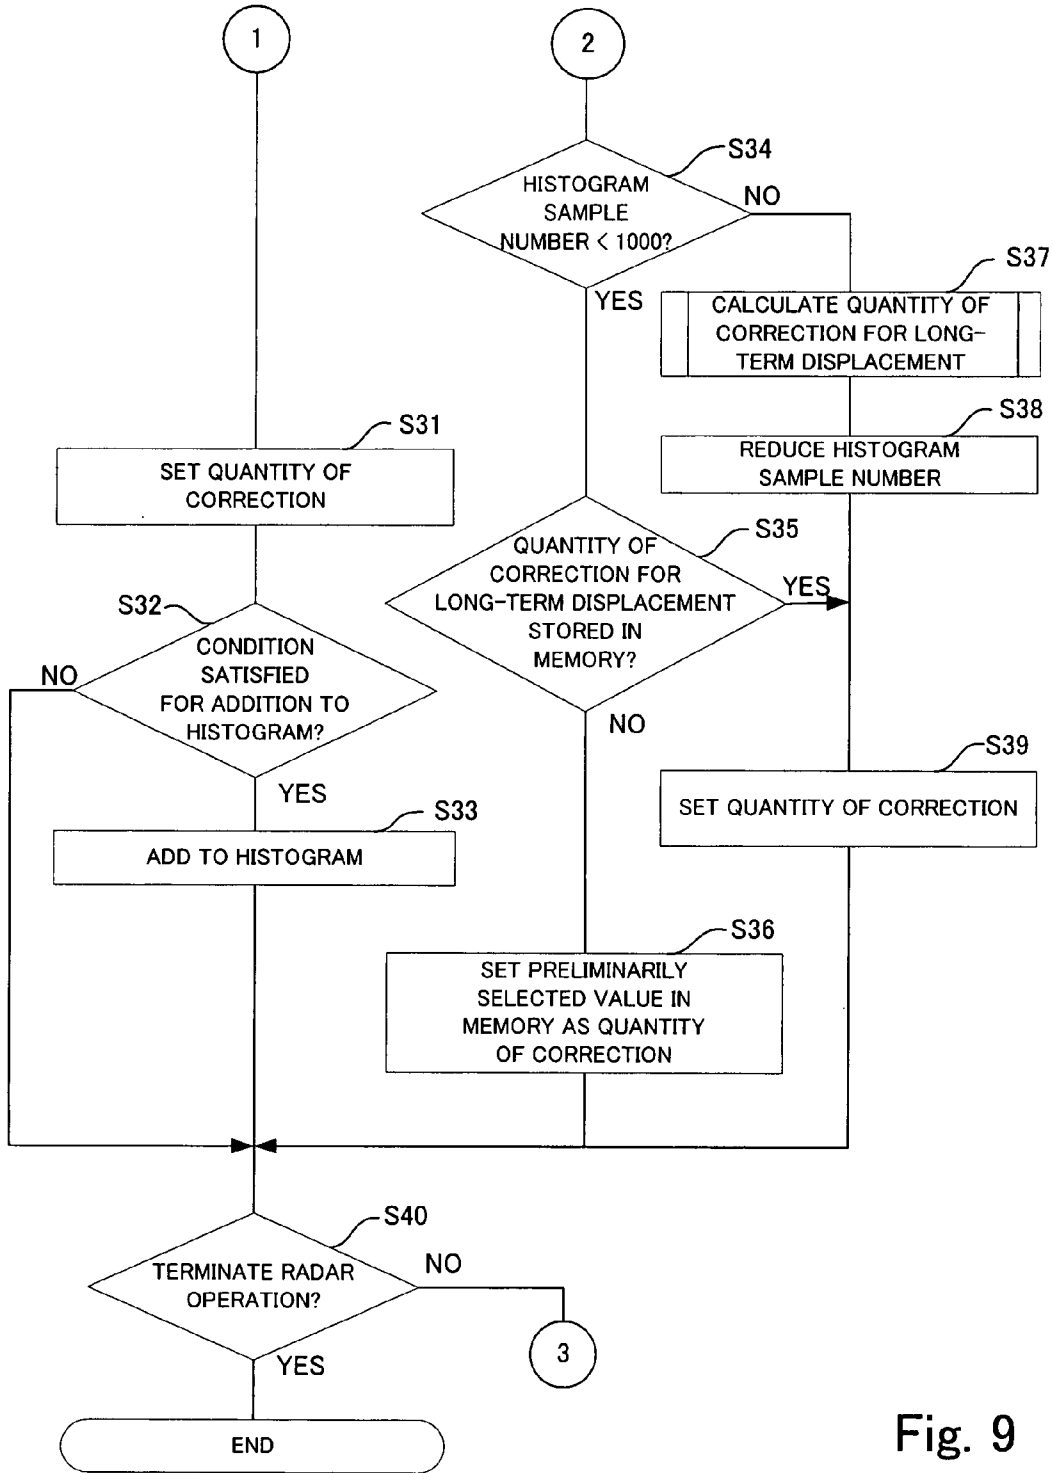 1
2
S34
HISTOGRAM
SAMPLE
NUMBER < 1000?
NO
YES
S37
CALCULATE QUANTITY OF
CORRECTION FOR LONG-
TERM DISPLACEMENT
S38
REDUCE HISTOGRAM
SAMPLE NUMBER
S31
SET QUANTITY OF
CORRECTION
S35
QUANTITY OF
CORRECTION FOR
LONG-TERM DISPLACEMENT
STORED IN
MEMORY?
YES
NO
S32
CONDITION
SATISFIED
FOR ADDITION TO
HISTOGRAM?
NO
YES
S39
SET QUANTITY OF CORRECTION
S33
ADD TO HISTOGRAM
S36
SET PRELIMINARILY
SELECTED VALUE IN
MEMORY AS QUANTITY
OF CORRECTION
S40
TERMINATE RADAR
OPERATION?
NO
3
YES
END
Fig. 9